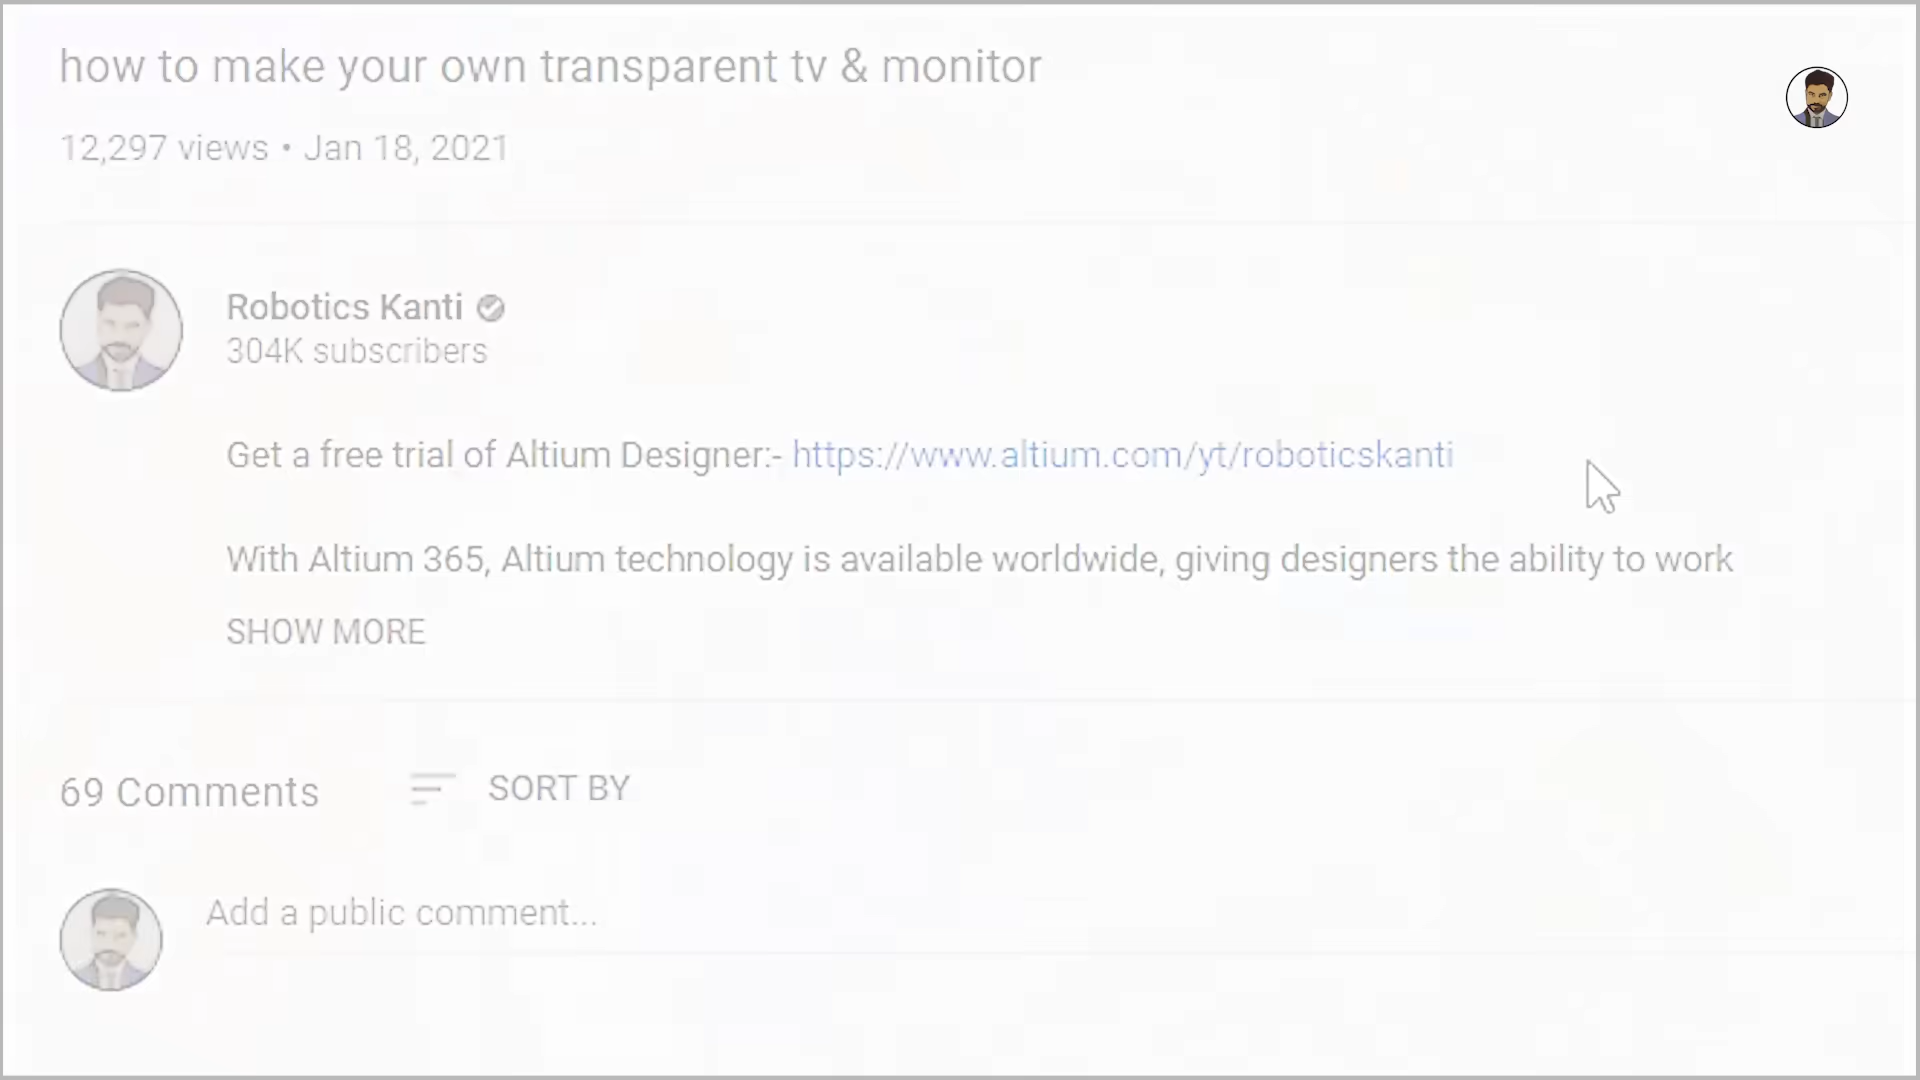 how to make your own transparent tv & monitor
12,297 views • Jan 18, 2021
Robotics Kanti
304K subscribers
Get a free trial of Altium Designer:- https://www.altium.com/yt/roboticskanti
With Altium 365, Altium technology is available worldwide, giving designers the ability to work
SHOW MORE
69 Comments SORT BY
Add a public comment...